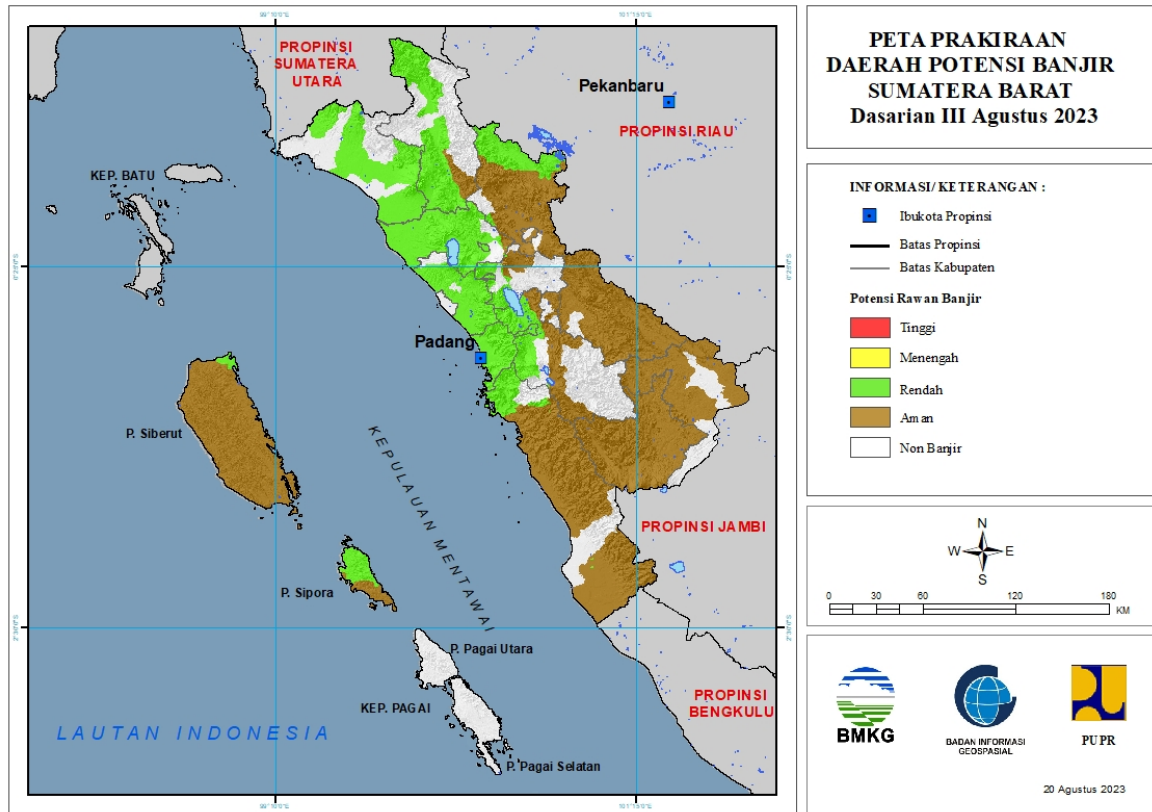 PETA PRAKIRAAN
DAERAH POTENSI BANJIR
SUMATERA BARAT
Dasarian III Agustus 2023
INFORMASI/ KETERANGAN :
Ibukota Propinsi
Batas Propinsi
Batas Kabupaten
Potensi Rawan Banjir
Tinggi
Menengah
Rendah
Aman
Non Banjir
N
W E
S
0 30 60 120 180
KM
BMKG
BADAN INFORMASI
GEOSPASIAL
PUPR
20 Agustus 2023
PROPINSI
SUMATERA
UTARA
Pekanbaru
PROPINSI RIAU
KEP. BATU
Padang
P. Siberut
KEPULAUAN MENTAWAI
PROPINSI JAMBI
P. Sipora
P. Pagai Utara
KEP. PAGAI
PROPINSI
BENGKULU
LAUTAN INDONESIA
P. Pagai Selatan